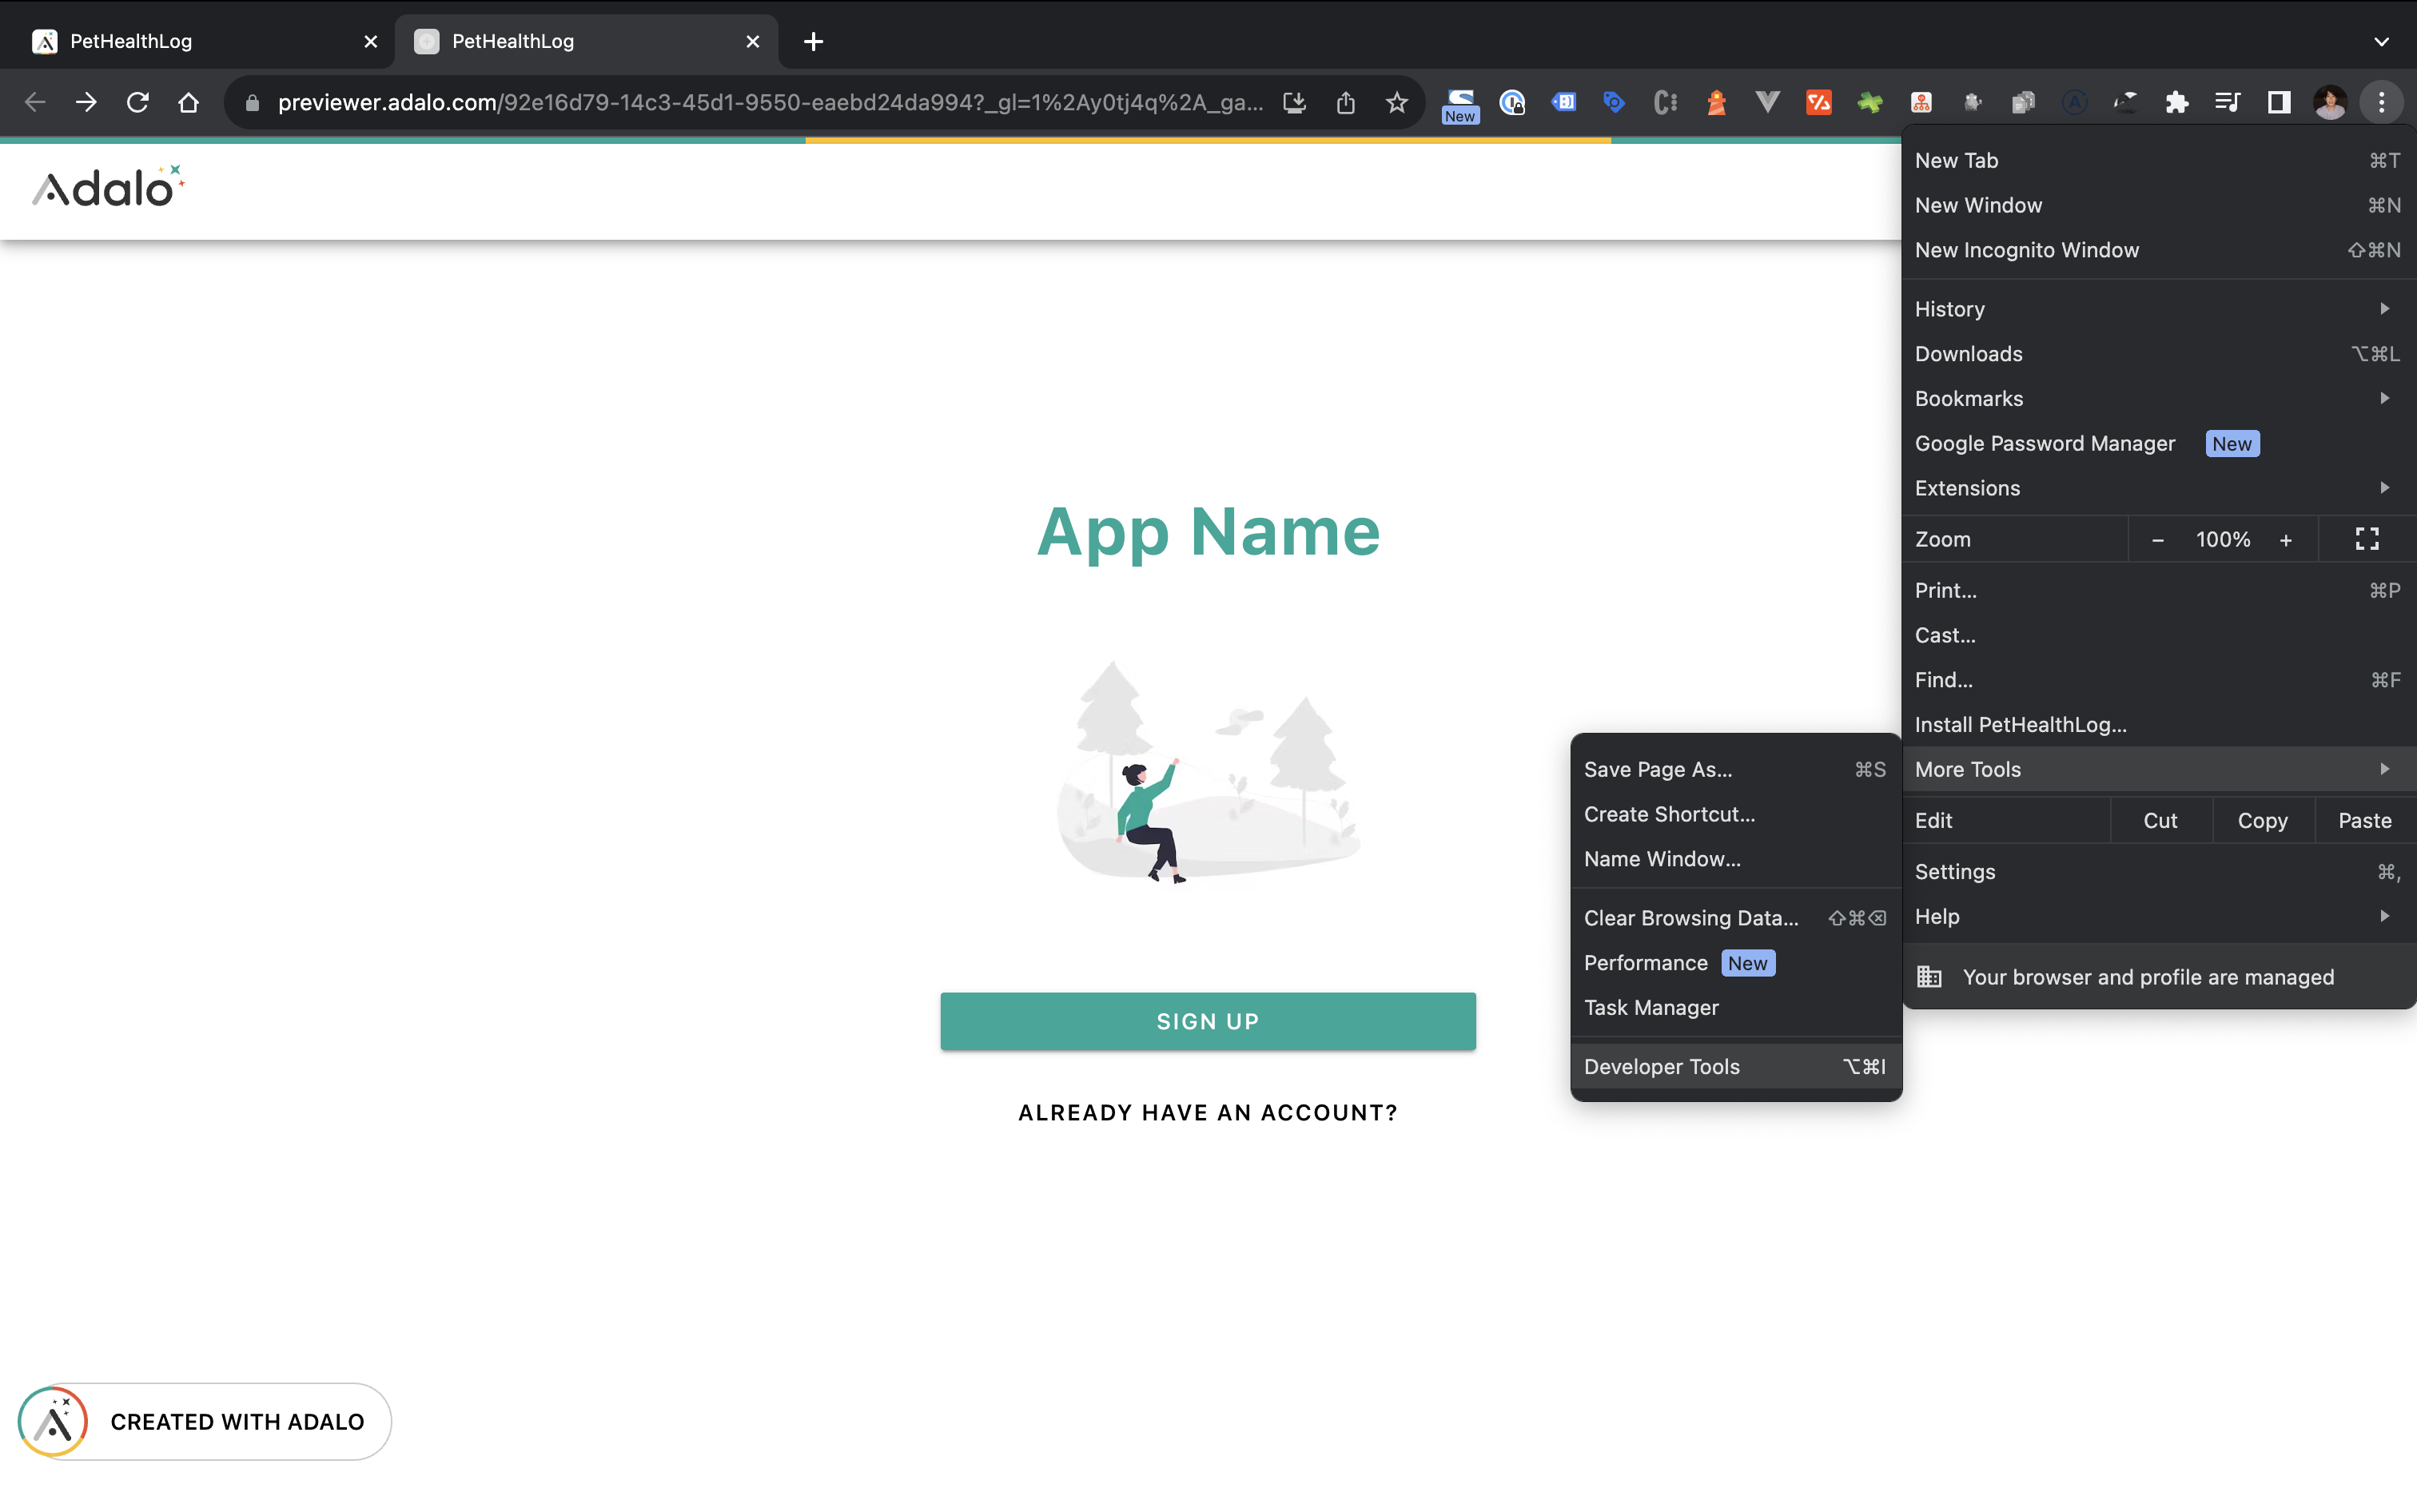 PetHealthLog
PetHealthLog
previewer.adalo.com/92e16d79-14c3-45d1-9550-eaebd24da994?_gl=1%2Ay0tj4q%2A_ga...
New
Adalo
App Name
SIGN UP
ALREADY HAVE AN ACCOUNT?
CREATED WITH ADALO
New Tab ⌘T
New Window ⌘N
New Incognito Window ⇧⌘N
History
Downloads ⌥⌘L
Bookmarks
Google Password Manager New
Extensions
Zoom − 100% +
Print... ⌘P
Cast...
Find... ⌘F
Install PetHealthLog...
More Tools
Edit Cut Copy Paste
Settings ⌘,
Help
Your browser and profile are managed
Save Page As... ⌘S
Create Shortcut...
Name Window...
Clear Browsing Data... ⇧⌘⌫
Performance New
Task Manager
Developer Tools ⌥⌘I